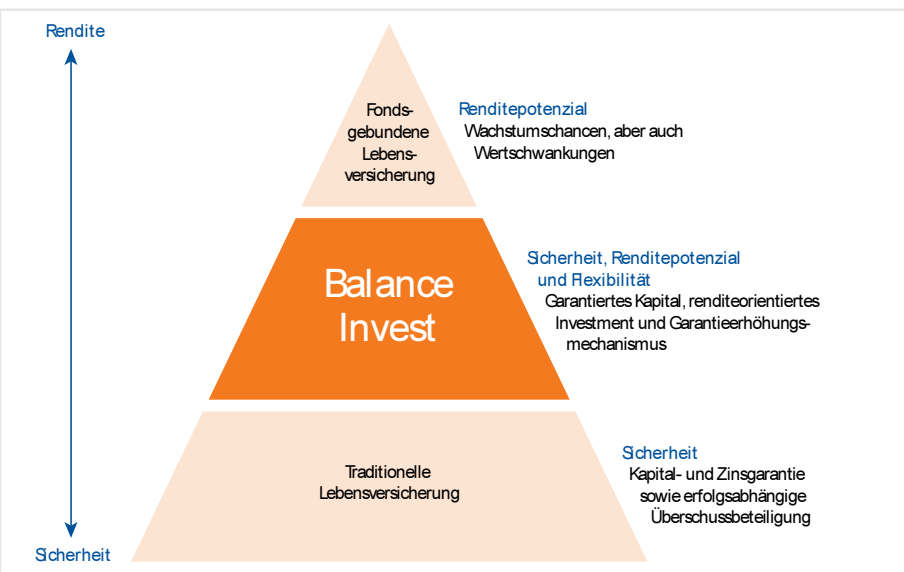 Rendite
Fonds-
gebundene
Lebens-
versicherung
Renditepotenzial
Wachstumschancen, aber auch
Wertschwankungen
Balance
Invest
Sicherheit, Renditepotenzial
und Flexibilität
Garantiertes Kapital, renditeorientiertes
Investment und Garantieerhöhungs-
mechanismus
Traditionelle
Lebensversicherung
Sicherheit
Kapital- und Zinsgarantie
sowie erfolgsabhängige
Überschussbeteiligung
Sicherheit